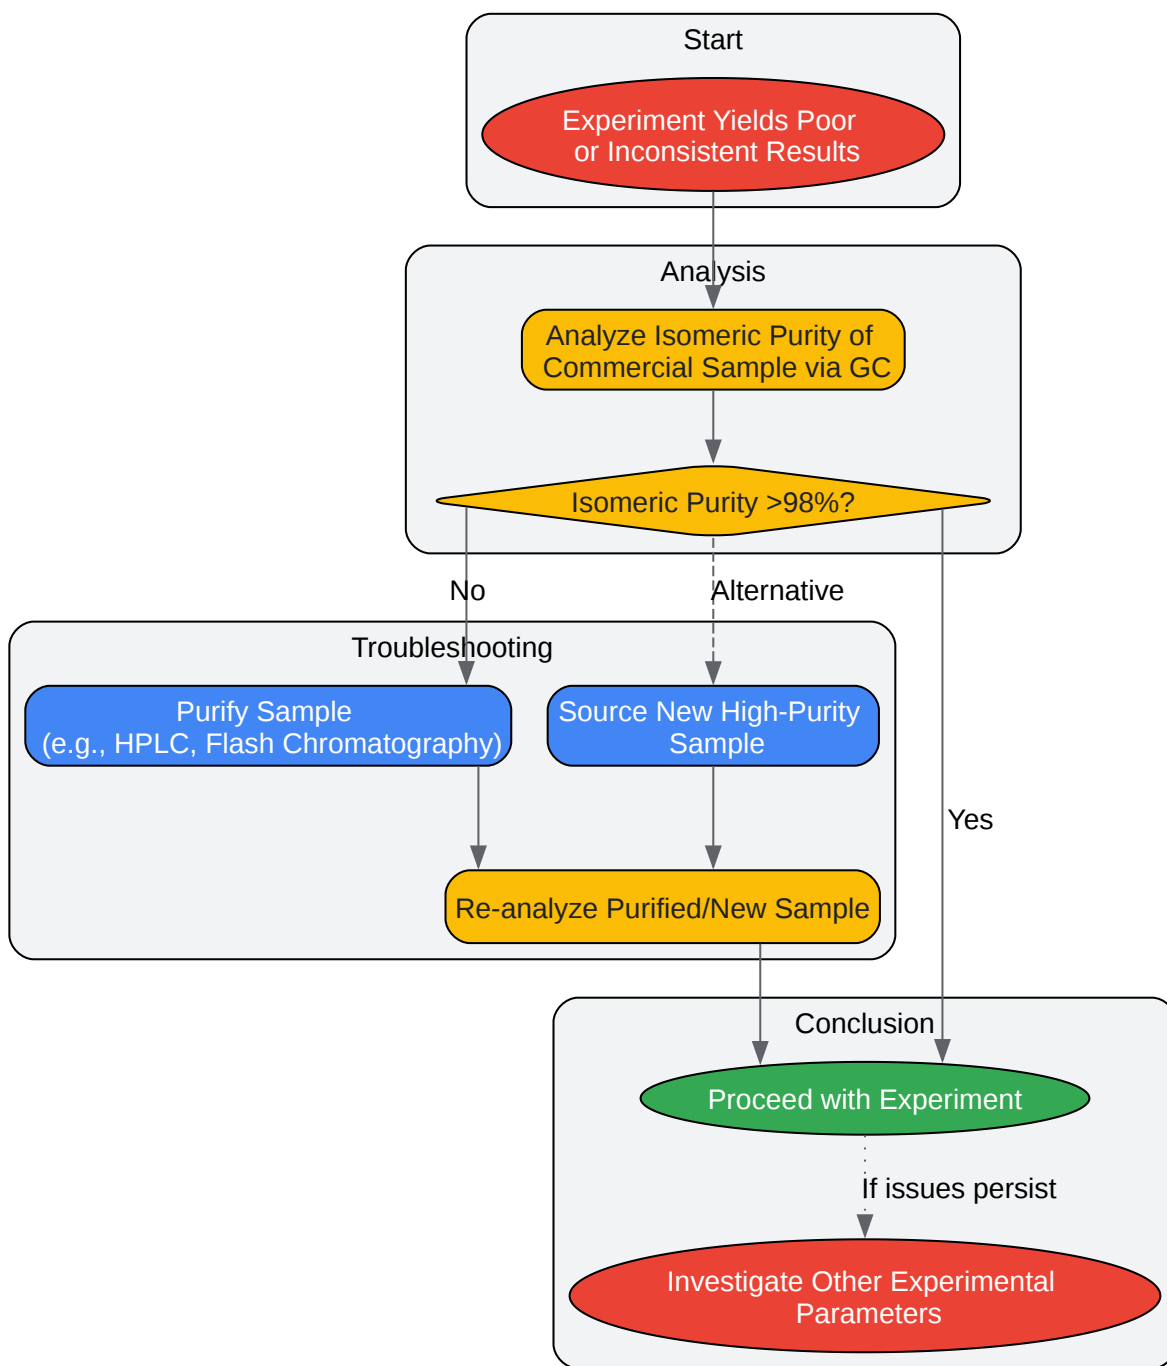 Start
Experiment Yields Poor
or Inconsistent Results
Analysis
Analyze Isomeric Purity of
Commercial Sample via GC
Isomeric Purity >98%?
No
Alternative
Troubleshooting
Purify Sample
(e.g., HPLC, Flash Chromatography)
Source New High-Purity
Sample
Yes
Re-analyze Purified/New Sample
Conclusion
Proceed with Experiment
If issues persist
Investigate Other Experimental
Parameters